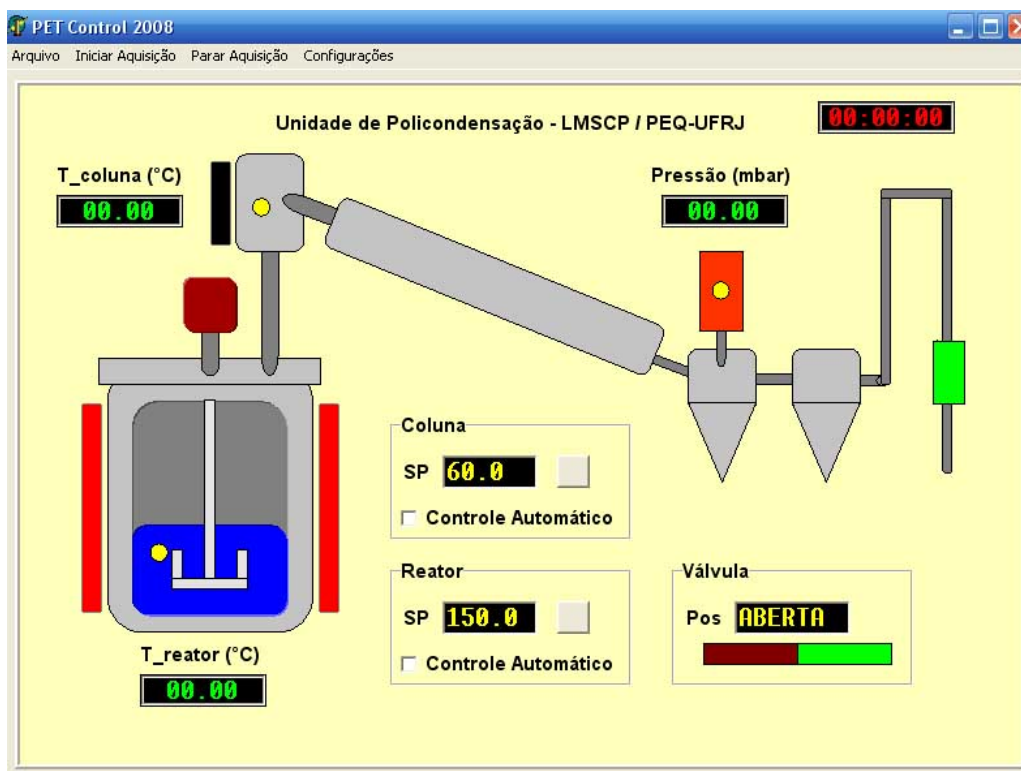 PET Control 2008
Arquivo Iniciar Aquisição Parar Aquisição Configurações
Unidade de Policondensação - LMSCP / PEQ-UFRJ
00:00:00
T_coluna (°C)
00.00
Pressão (mbar)
00.00
Coluna
SP 60.0
Controle Automático
Reator
SP 150.0
Controle Automático
Válvula
Pos ABERTA
T_reator (°C)
00.00